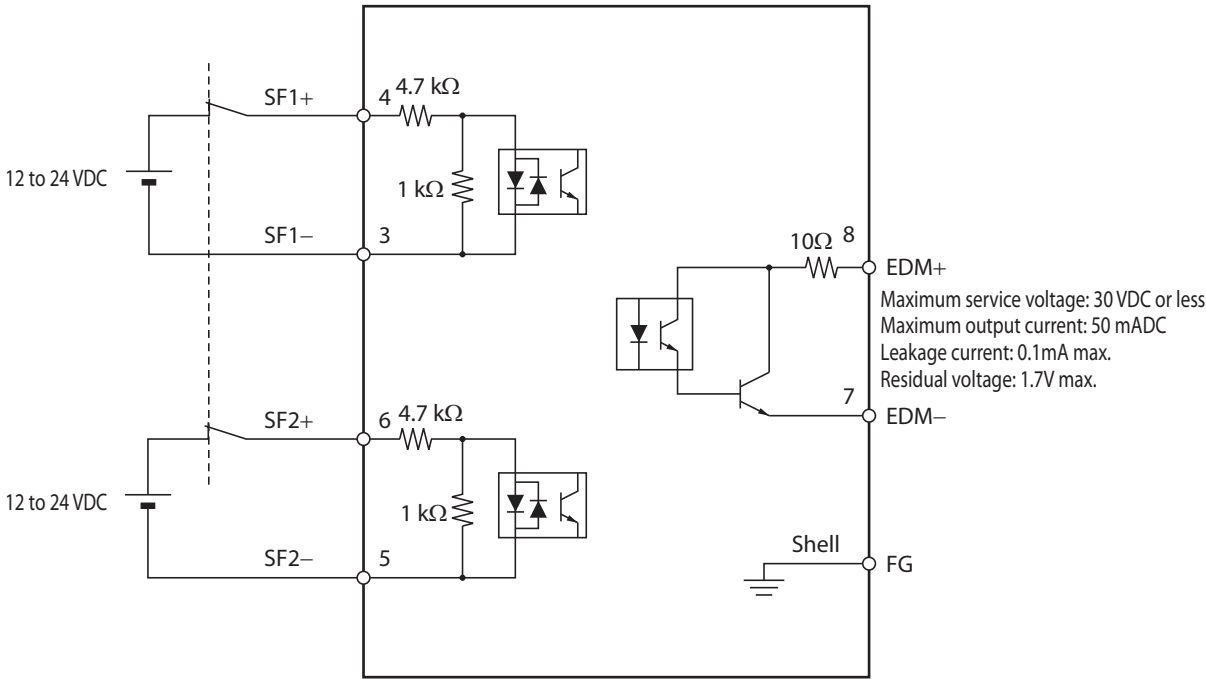 SF1+
4
4.7 kΩ
12 to 24 VDC
1 kΩ
SF1−
3
10Ω
8
EDM+
Maximum service voltage: 30 VDC or less
Maximum output current: 50 mADC
Leakage current: 0.1mA max.
Residual voltage: 1.7V max.
7
EDM−
SF2+
6
4.7 kΩ
12 to 24 VDC
1 kΩ
SF2−
5
Shell
FG